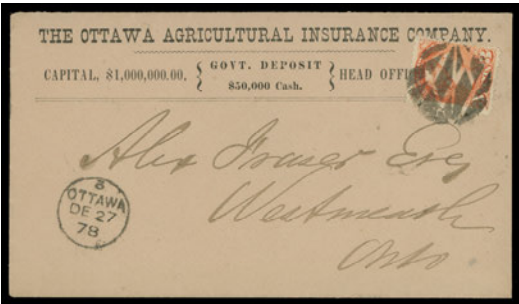 THE OTTAWA AGRICULTURAL INSURANCE COMPANY.
CAPITAL, $1,000,000.00, { GOVT. DEPOSIT $50,000 Cash. } HEAD OFFI
Alex Fraser Esq
Westmeath
Onto.
8
OTTAWA
DE 27
78